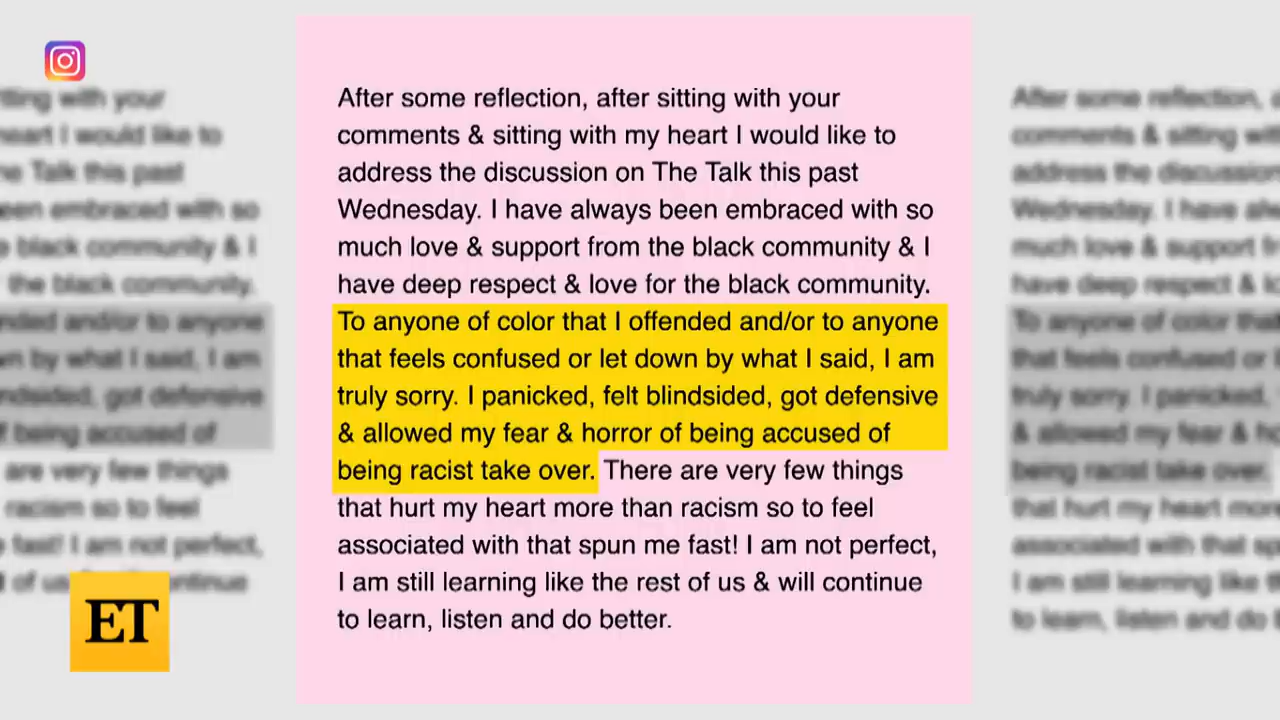 After some reflection, after sitting with your
comments & sitting with my heart I would like to
address the discussion on The Talk this past
Wednesday. I have always been embraced with so
much love & support from the black community & I
have deep respect & love for the black community.
To anyone of color that I offended and/or to anyone
that feels confused or let down by what I said, I am
truly sorry. I panicked, felt blindsided, got defensive
& allowed my fear & horror of being accused of
being racist take over. There are very few things
that hurt my heart more than racism so to feel
associated with that spun me fast! I am not perfect,
I am still learning like the rest of us & will continue
to learn, listen and do better.
ET